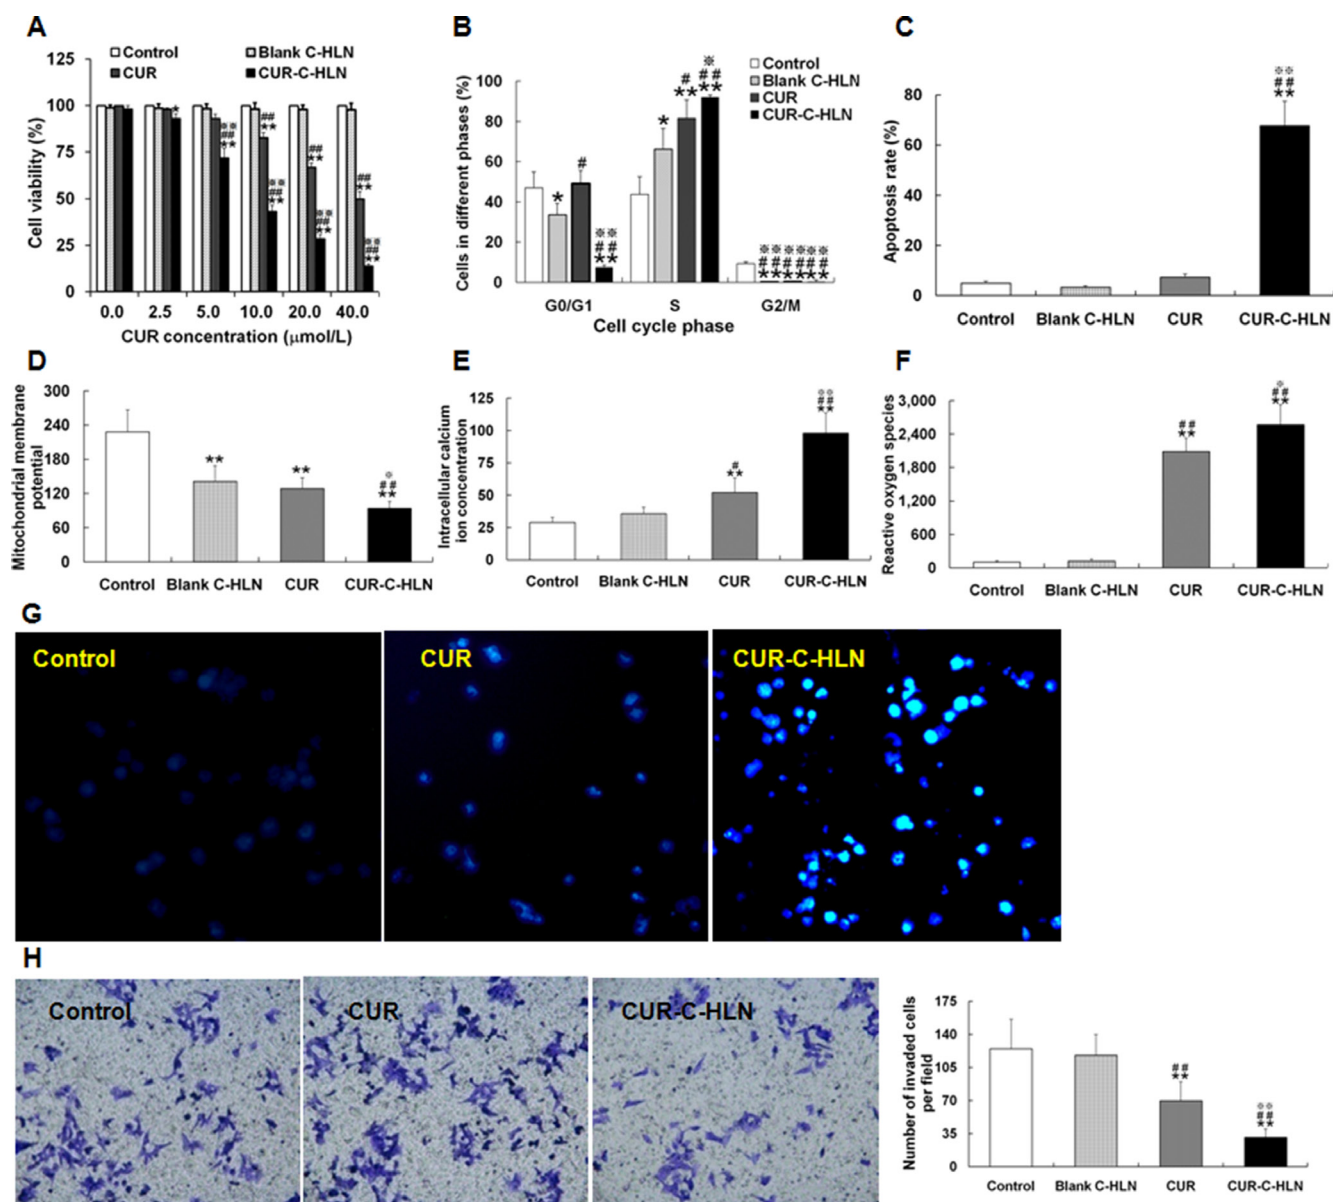 A
Cell viability (%)
125
100
75
50
25
0
Control
Blank C-HLN
CUR
CUR-C-HLN
*
※※
##
★★
##
★★
※※
##
★★
##
★★
※※
##
★★
##
★★
※※
##
★★
0.0 2.5 5.0 10.0 20.0 40.0
CUR concentration (μmol/L)
B
Cells in different phases (%)
100
80
60
40
20
0
Control
Blank C-HLN
CUR
CUR-C-HLN
*
#
※※
##
★★
*
#
★★
※
##
★★
※※ ※※ ※※
## ## ##
★★ ★★ ★★
G0/G1 S G2/M
Cell cycle phase
C
Apoptosis rate (%)
80
60
40
20
0
※※
##
★★
Control Blank C-HLN CUR CUR-C-HLN
D
Mitochondrial membrane
potential
300
240
180
120
60
0
★★
★★
※
##
★★
Control Blank C-HLN CUR CUR-C-HLN
E
Intracellular calcium
ion concentration
125
100
75
50
25
0
#
★★
※※
##
★★
Control Blank C-HLN CUR CUR-C-HLN
F
Reactive oxygen species
3,000
2,400
1,800
1,200
600
0
##
★★
※
##
★★
Control Blank C-HLN CUR CUR-C-HLN
G
Control
CUR
CUR-C-HLN
H
Control
CUR
CUR-C-HLN
Number of invaded cells
per field
175
140
105
70
35
0
##
★★
※※
##
★★
Control Blank C-HLN CUR CUR-C-HLN